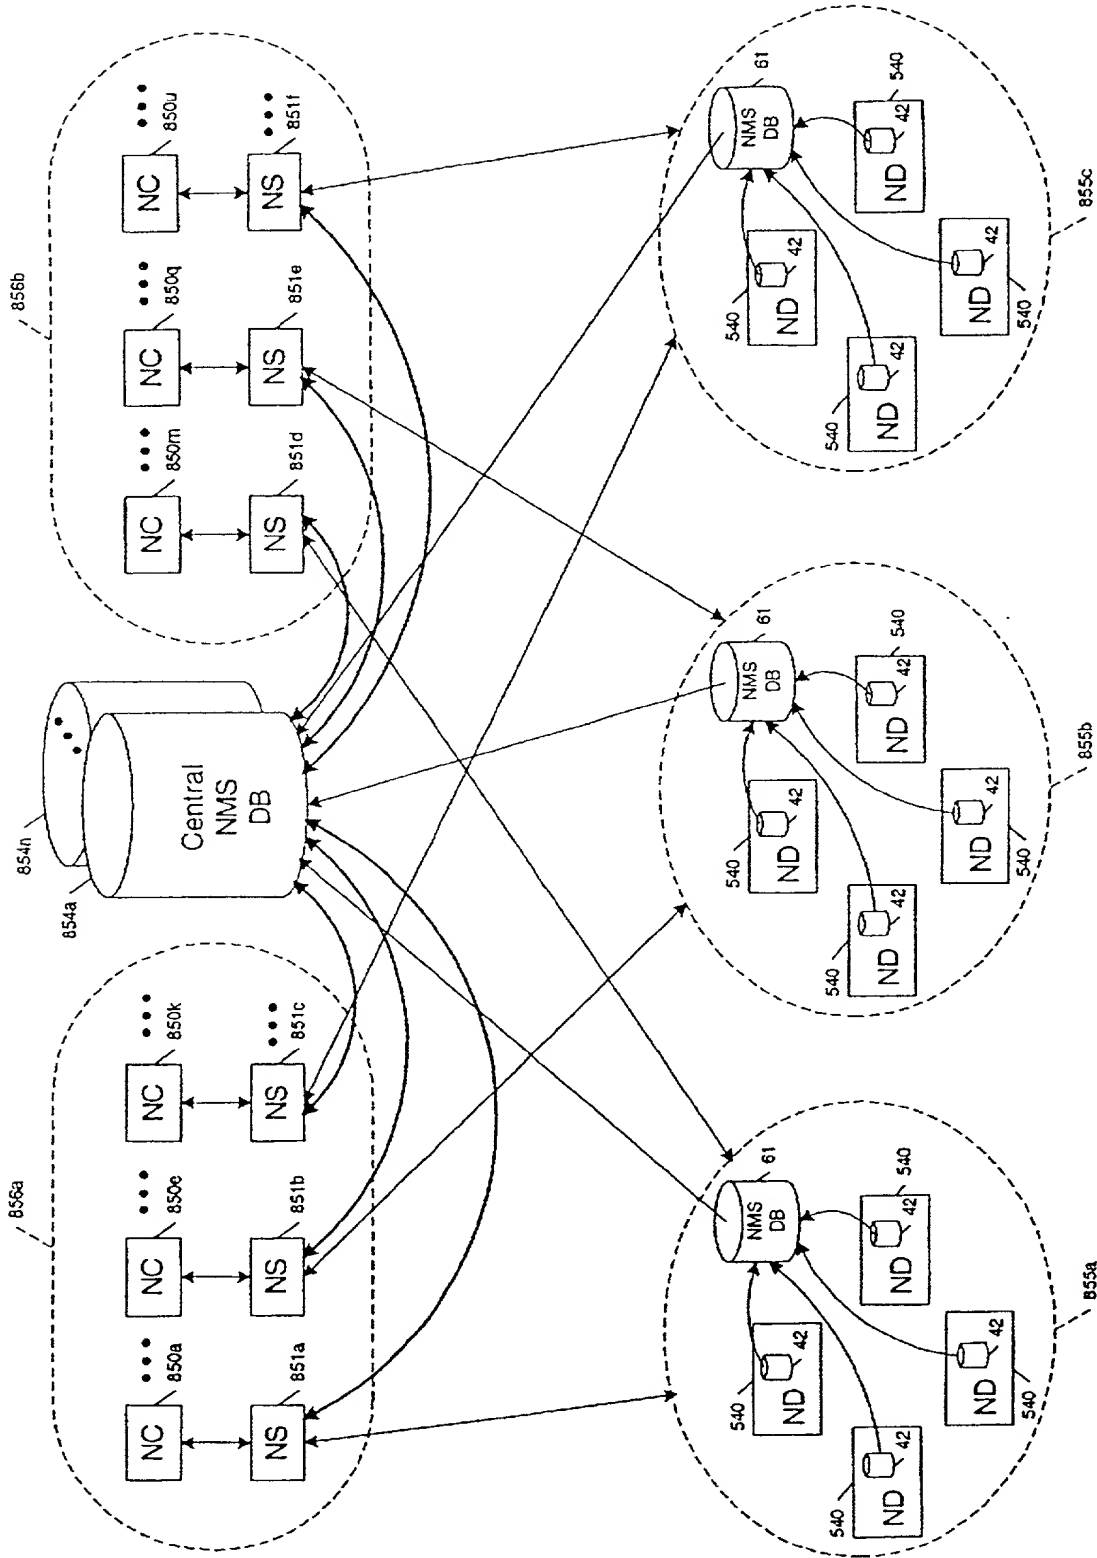 856a
850a
850e
850k
NC
NC
NC
851a
851b
851c
NS
NS
NS
854a
854n
Central
NMS
DB
856b
850m
850q
850u
NC
NC
NC
851d
851e
851f
NS
NS
NS
61
NMS
DB
540
42
ND
540
42
ND
540
42
ND
540
42
ND
855a
61
NMS
DB
540
42
ND
540
42
ND
540
42
ND
540
42
ND
855b
61
NMS
DB
540
42
ND
540
42
ND
540
42
ND
540
42
ND
855c